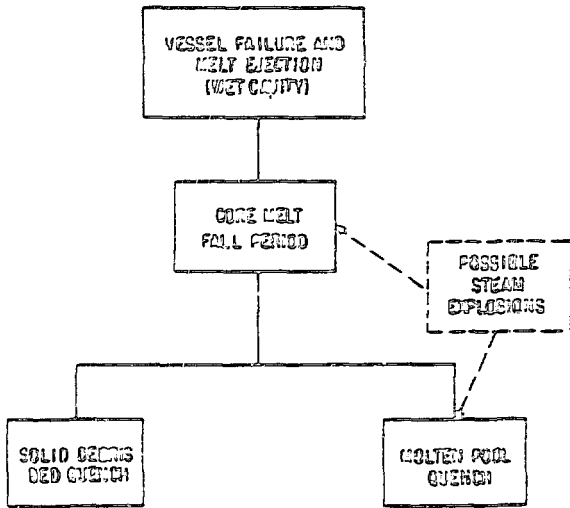 VESSEL FAILURE AND
MELT EJECTION
(WET CAVITY)
CORE MELT
FALL PERIOD
POSSIBLE
STEAM
EXPLOSIONS
SOLID DEBRIS
BED QUENCH
MOLTEN POOL
QUENCH